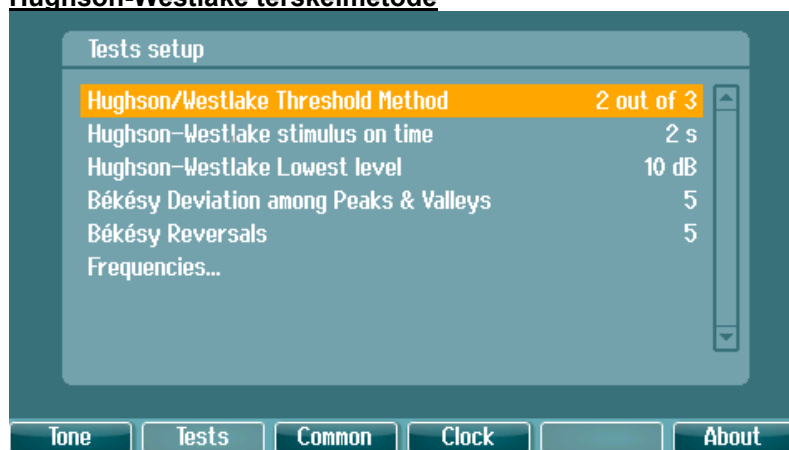 Hughson-Westlake terskelmetode
Tests setup
Hughson/Westlake Threshold Method 2 out of 3
Hughson-Westlake stimulus on time 2 s
Hughson-Westlake Lowest level 10 dB
Békésy Deviation among Peaks & Valleys 5
Békésy Reversals 5
Frequencies...
Tone Tests Common Clock About